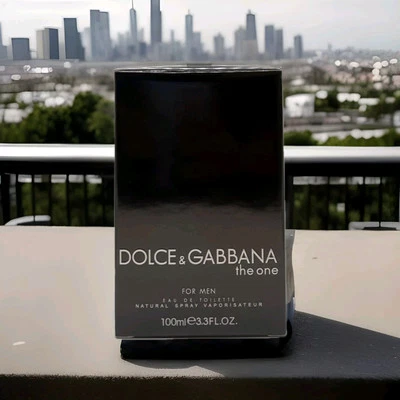 DOLCE & GABBANA
the one
FOR MEN
EAU DE TOILETTE
NATURAL SPRAY VAPORISATEUR
100ml℮3.3FL.OZ.